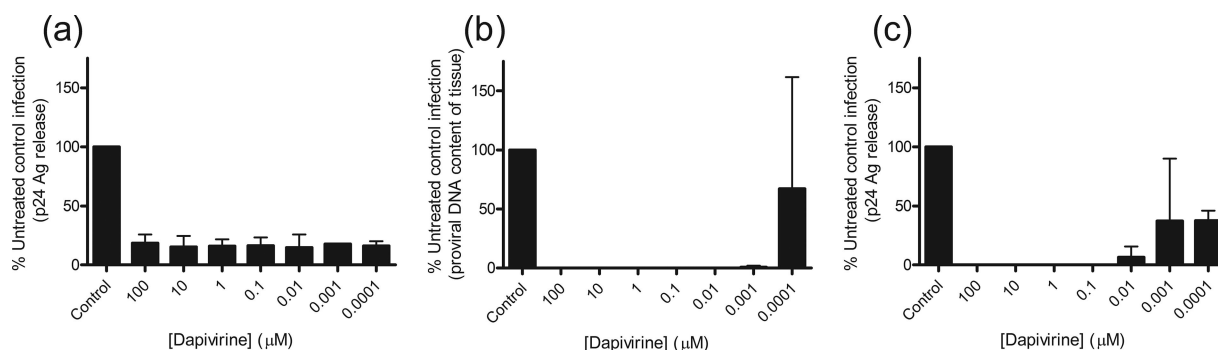 (a)
% Untreated control infection
(p24 Ag release)
150
100
50
0
Control
100
10
1
0.1
0.01
0.001
0.0001
[Dapivirine] (μM)
(b)
% Untreated control infection
(proviral DNA content of tissue)
150
100
50
0
Control
100
10
1
0.1
0.01
0.001
0.0001
[Dapivirine] (μM)
(c)
% Untreated control infection
(p24 Ag release)
150
100
50
0
Control
100
10
1
0.1
0.01
0.001
0.0001
[Dapivirine] (μM)